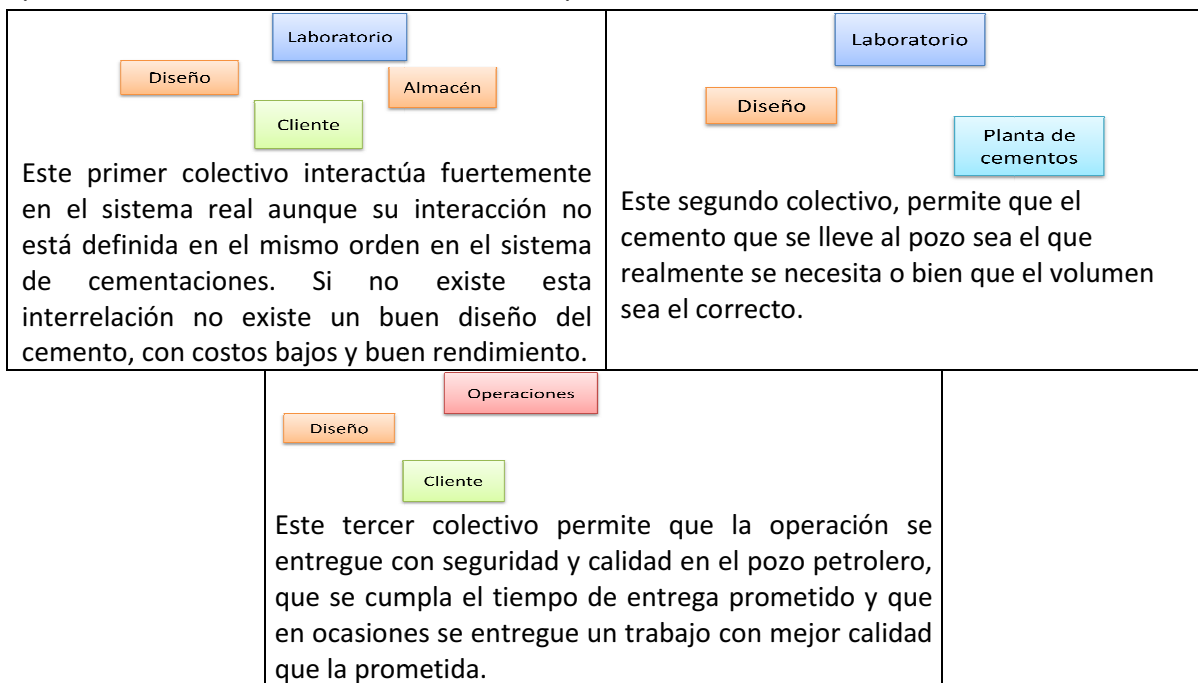 Laboratorio
Diseño
Almacén
Cliente
Este primer colectivo interactúa fuertemente
en el sistema real aunque su interacción no
está definida en el mismo orden en el sistema
de cementaciones. Si no existe esta
interrelación no existe un buen diseño del
cemento, con costos bajos y buen rendimiento.
Laboratorio
Diseño
Planta de
cementos
Este segundo colectivo, permite que el
cemento que se lleve al pozo sea el que
realmente se necesita o bien que el volumen
sea el correcto.
Operaciones
Diseño
Cliente
Este tercer colectivo permite que la operación se
entregue con seguridad y calidad en el pozo petrolero,
que se cumpla el tiempo de entrega prometido y que
en ocasiones se entregue un trabajo con mejor calidad
que la prometida.